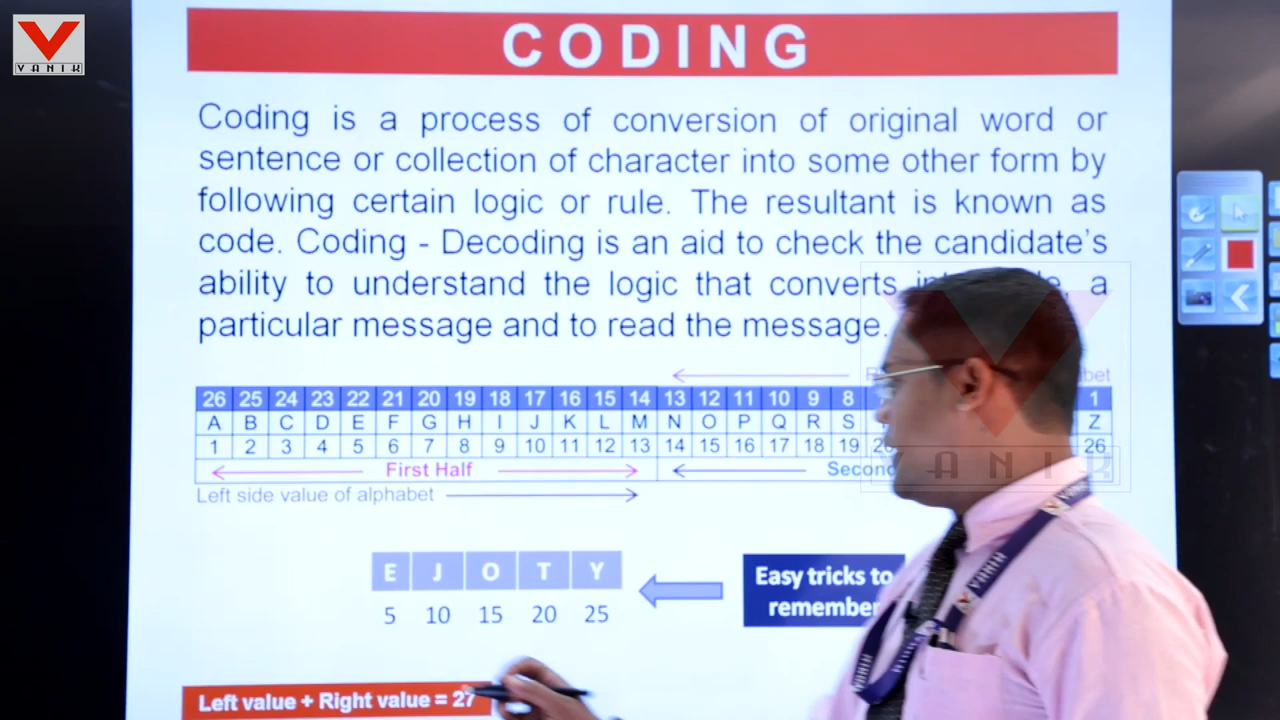 VANIK
CODING
Coding is a process of conversion of original word or
sentence or collection of character into some other form by
following certain logic or rule. The resultant is known as
code. Coding - Decoding is an aid to check the candidate's
ability to understand the logic that converts a
particular message and to read the message.
26 25 24 23 22 21 20 19 18 17 16 15 14 13 12 11 10 9 8 1
A B C D E F G H I J K L M N O P Q R S Z
1 2 3 4 5 6 7 8 9 10 11 12 13 14 15 16 17 18 19 26
First Half Second
Left side value of alphabet
E J O T Y
5 10 15 20 25
Easy tricks to
remember
Left value + Right value = 27
VANIK
VANIK